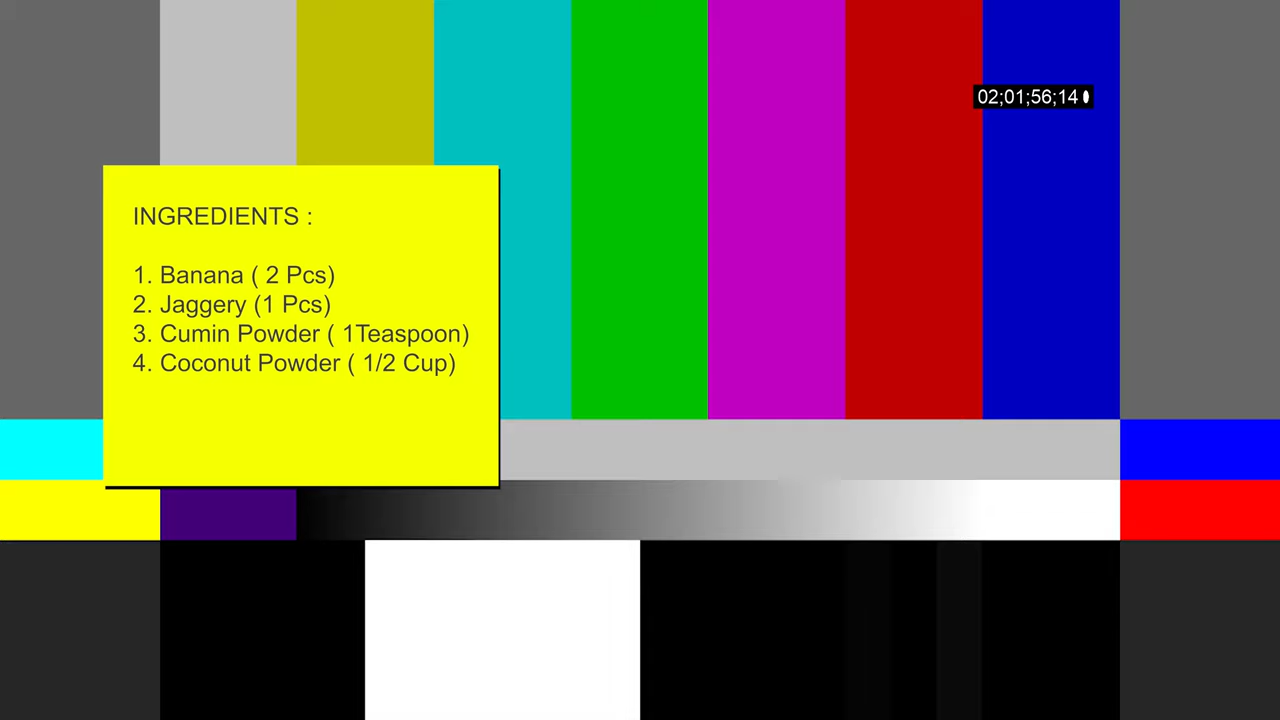 02;01;56;14
INGREDIENTS :
1. Banana ( 2 Pcs)
2. Jaggery (1 Pcs)
3. Cumin Powder ( 1Teaspoon)
4. Coconut Powder ( 1/2 Cup)